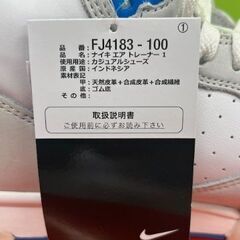 ①
品番：FJ4183-100
品名：ナイキ エア トレーナー 1
用途：カジュアルシューズ
原産国：インドネシア
素材表記：
甲：天然皮革＋合成皮革＋合成繊維
底：ゴム底
その他：
取扱説明書
ご使用前に必ずお読み下さい